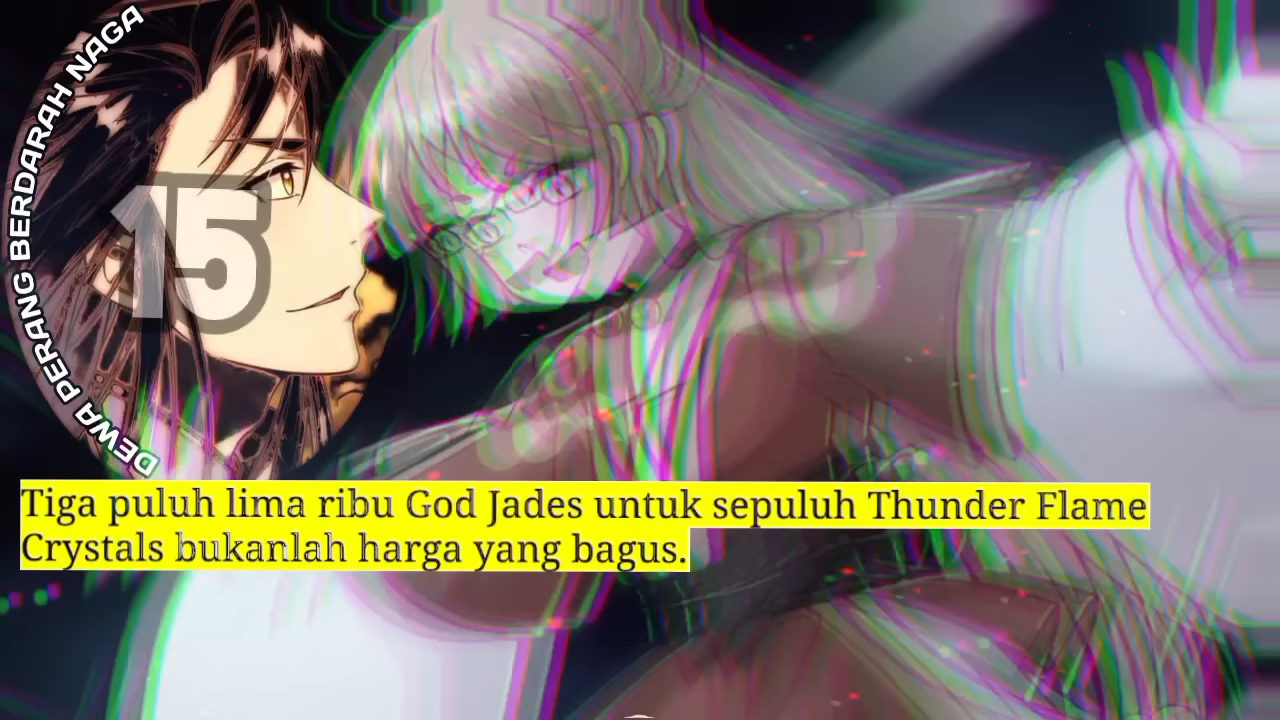 DEWA PERANG BERDARAH NAGA
15
Tiga puluh lima ribu God Jades untuk sepuluh Thunder Flame
Crystals bukanlah harga yang bagus.